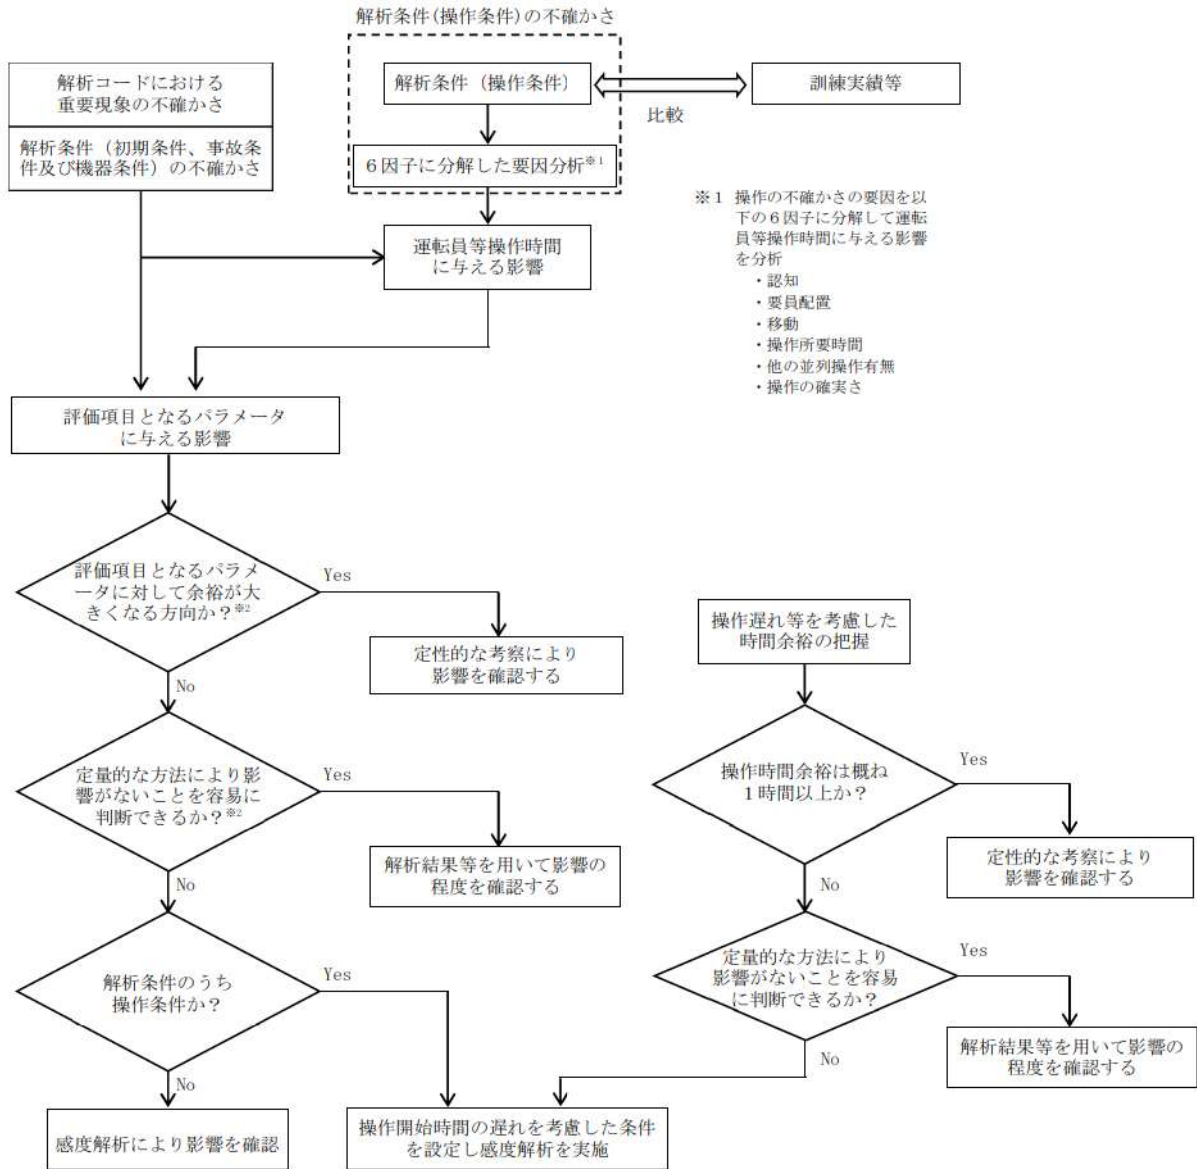 解析条件(操作条件)の不確かさ
解析コードにおける
重要現象の不確かさ
解析条件（初期条件、事故条
件及び機器条件）の不確かさ
解析条件（操作条件）
比較
訓練実績等
６因子に分解した要因分析※1
※１ 操作の不確かさの要因を以
下の６因子に分解して運転
員等操作時間に与える影響
を分析
・認知
・要員配置
・移動
・操作所要時間
・他の並列操作有無
・操作の確実さ
運転員等操作時間
に与える影響
評価項目となるパラメータ
に与える影響
評価項目となるパラメ
ータに対して余裕が大
きくなる方向か？※2
Yes
定性的な考察により
影響を確認する
No
定量的な方法により影
響がないことを容易に
判断できるか？※2
Yes
解析結果等を用いて影響の
程度を確認する
No
解析条件のうち
操作条件か？
Yes
No
感度解析により影響を確認
操作開始時間の遅れを考慮した条件
を設定し感度解析を実施
操作遅れ等を考慮した
時間余裕の把握
操作時間余裕は概ね
１時間以上か？
Yes
定性的な考察により
影響を確認する
No
定量的な方法により
影響がないことを容易
に判断できるか？
Yes
解析結果等を用いて影響の
程度を確認する
No